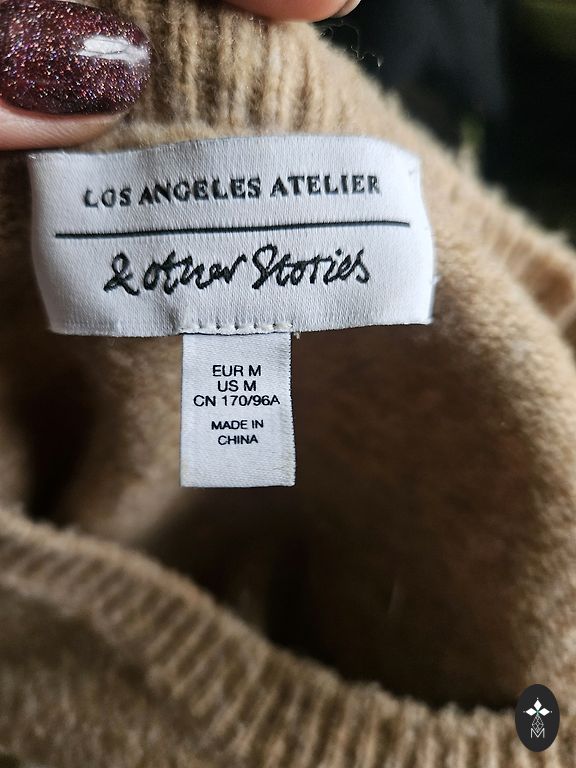 LOS ANGELES ATELIER
& other Stories
EUR M
US M
CN 170/96A
MADE IN
CHINA
M